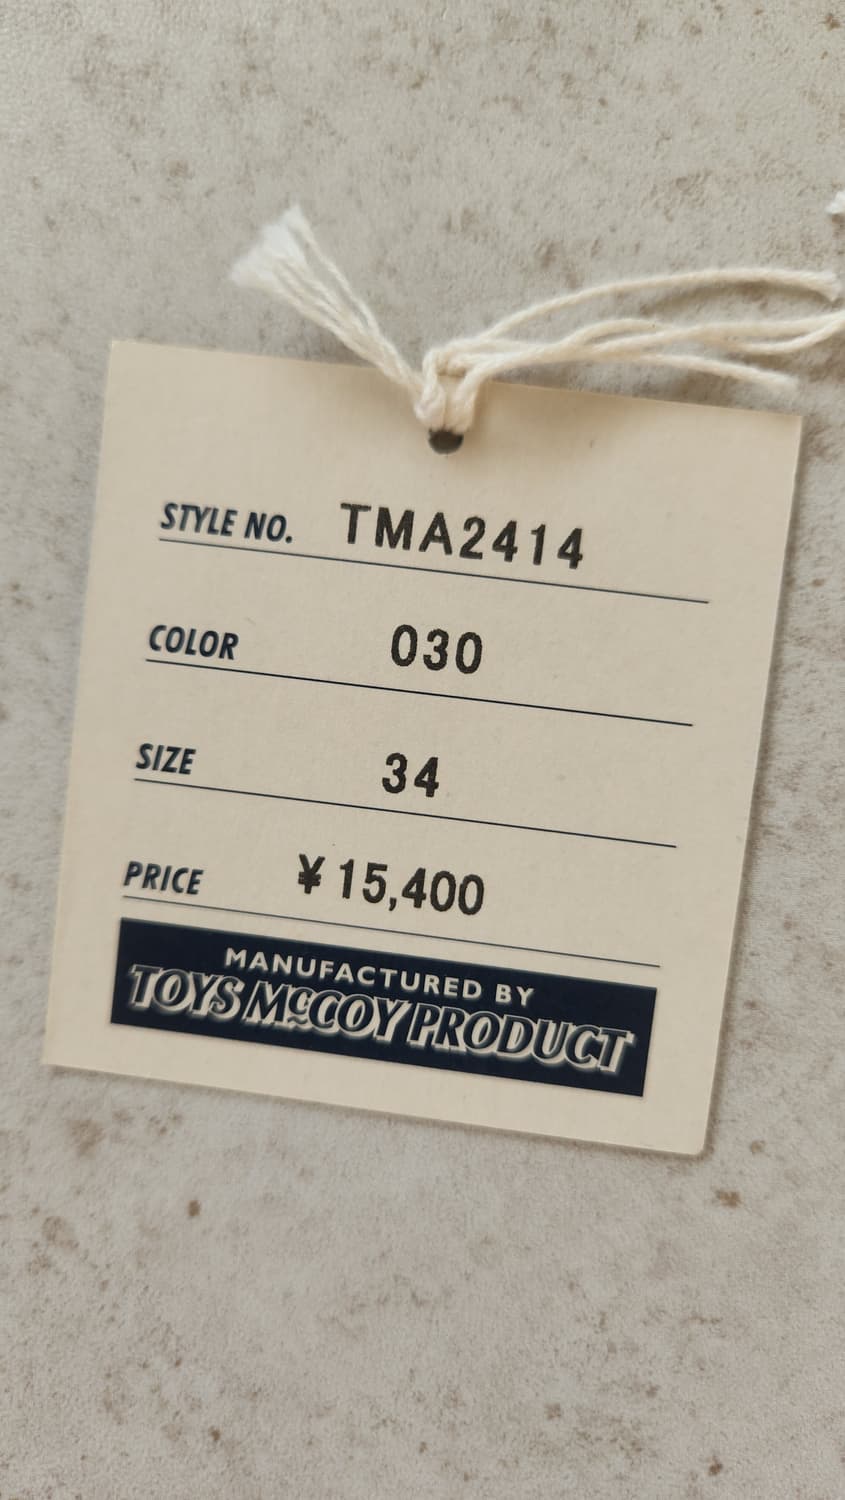 STYLE NO. TMA2414
COLOR 030
SIZE 34
PRICE ¥15,400
MANUFACTURED BY
TOYS McCOY PRODUCT